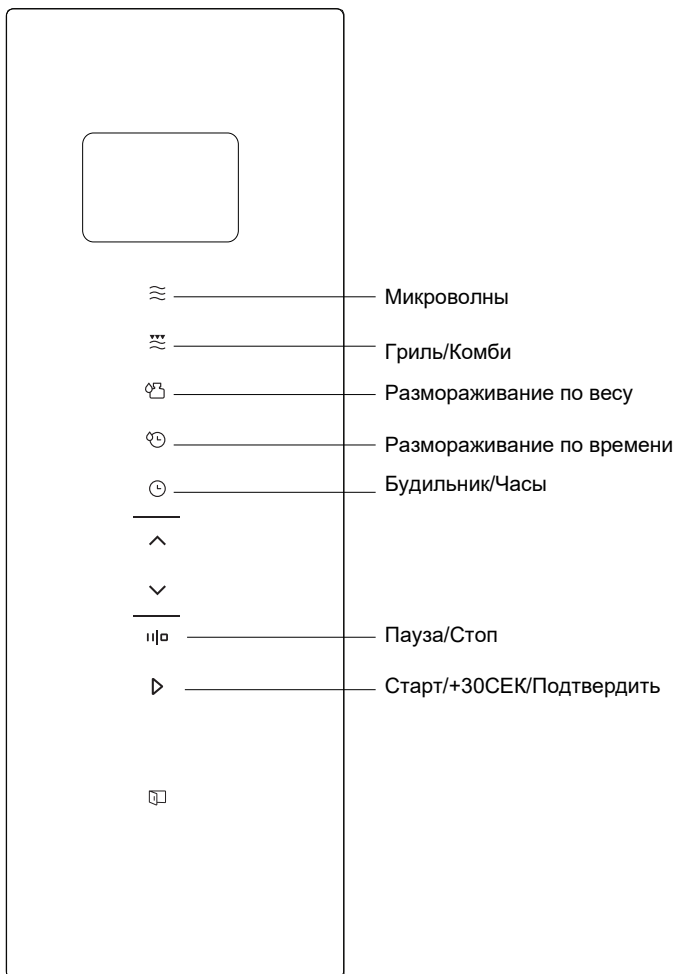 Микроволны
Гриль/Комби
Размораживание по весу
Размораживание по времени
Будильник/Часы
Пауза/Стоп
Старт/+30СЕК/Подтвердить